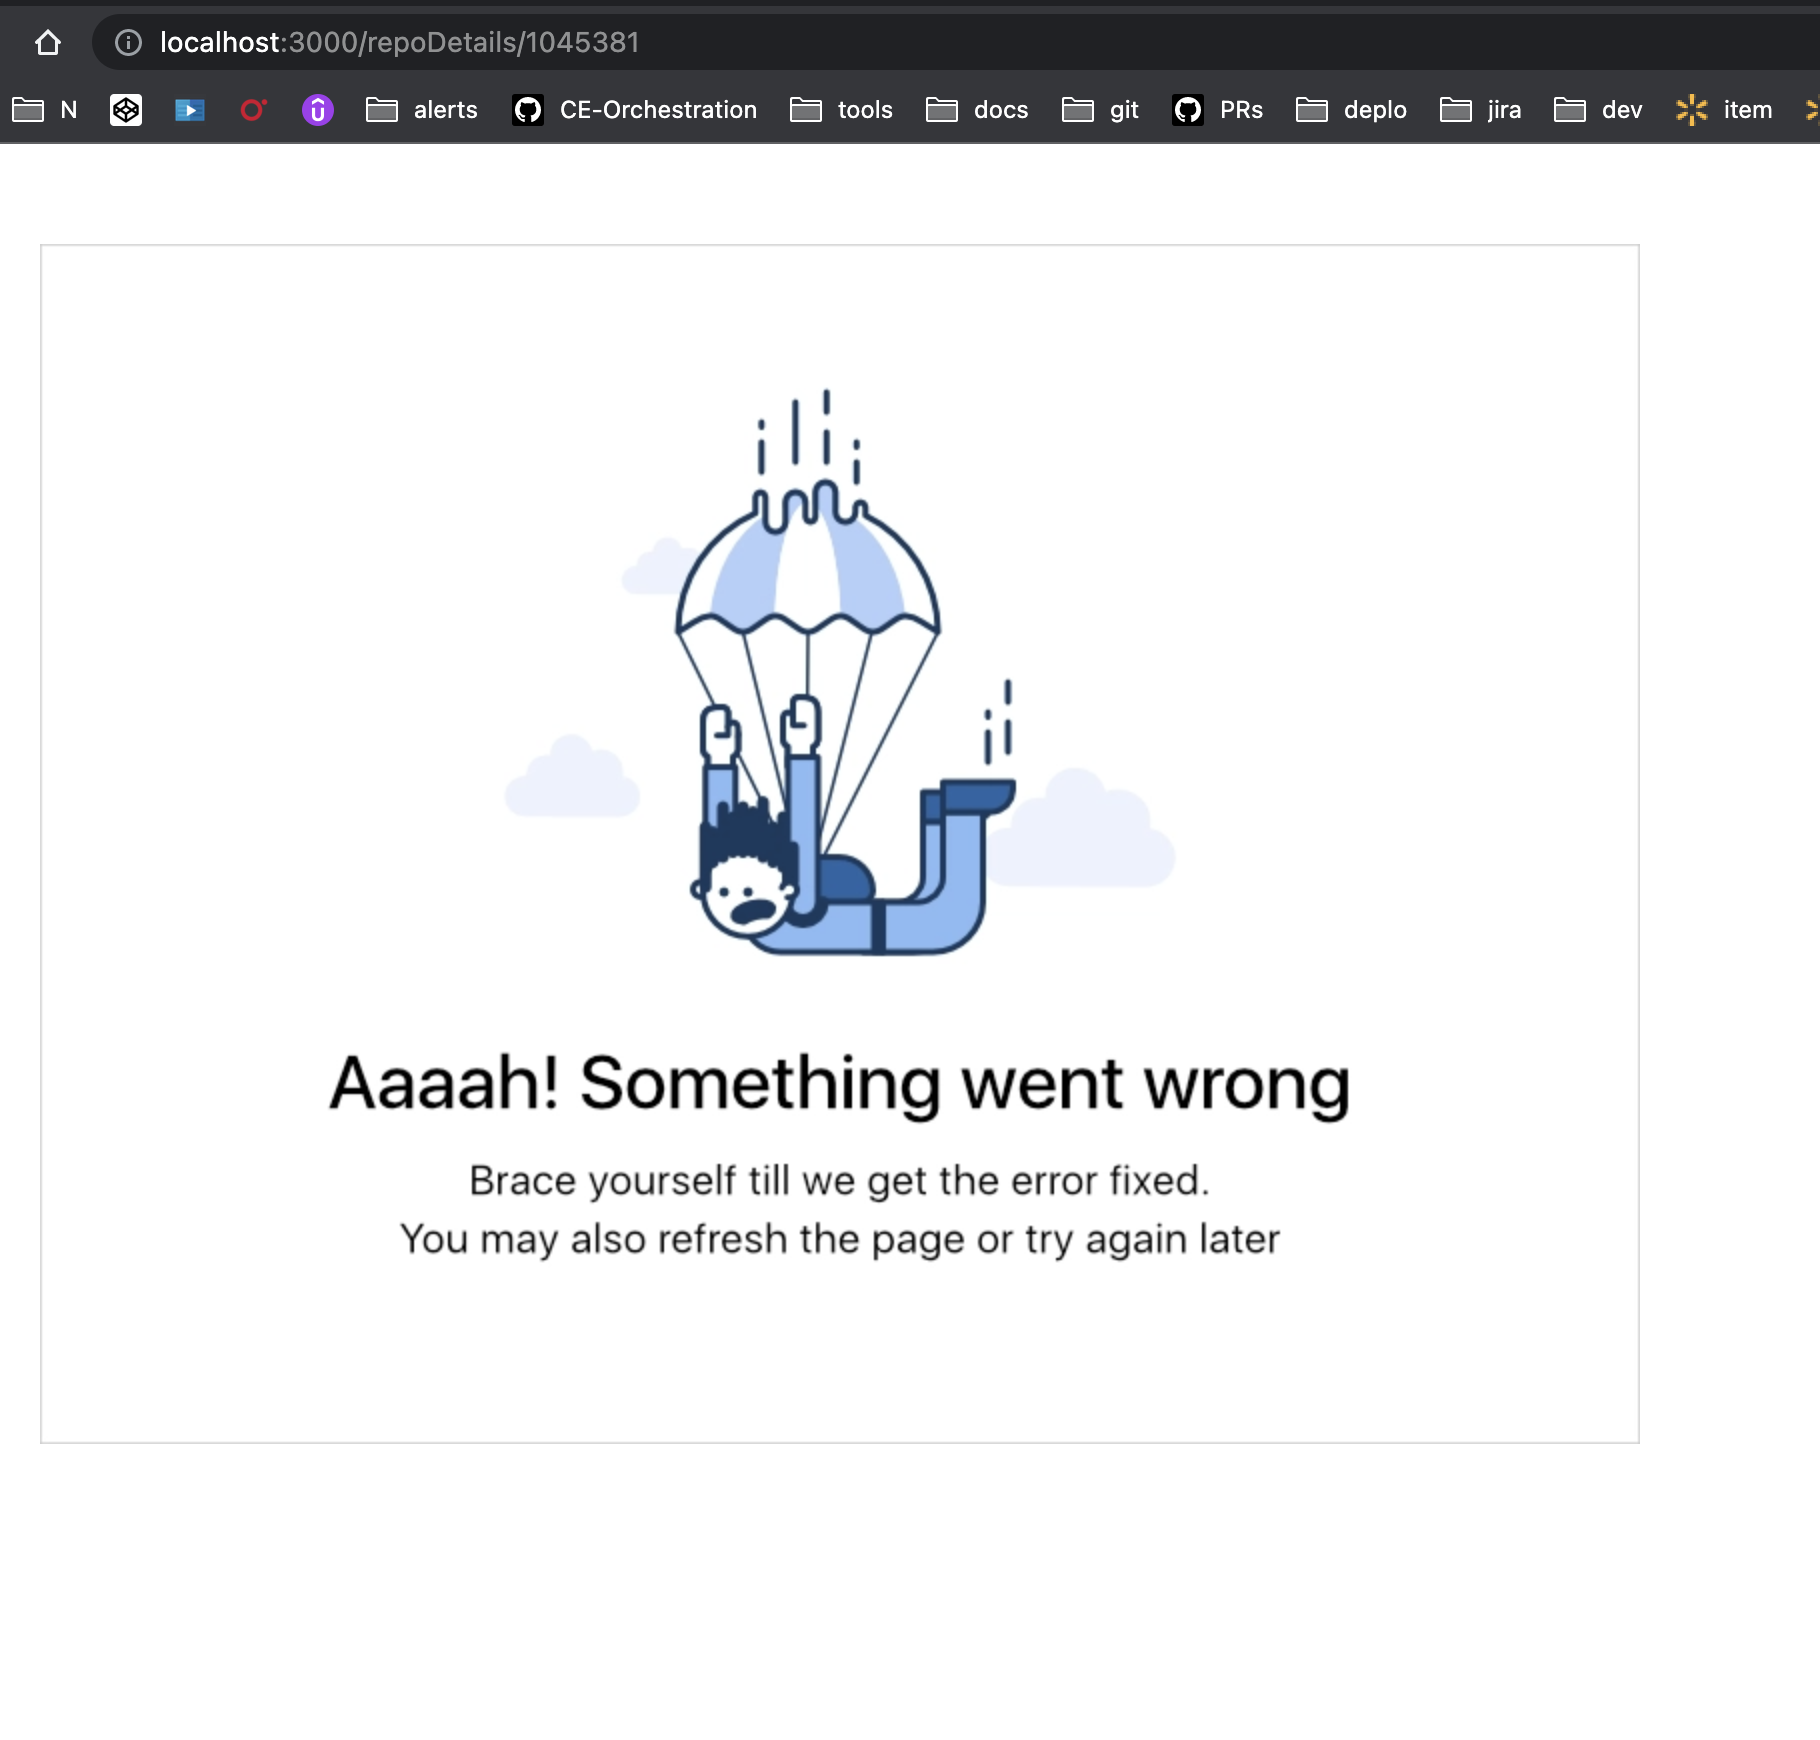 localhost:3000/repoDetails/1045381
N alerts CE-Orchestration tools docs git PRs deplo jira dev item
Aaaah! Something went wrong
Brace yourself till we get the error fixed.
You may also refresh the page or try again later